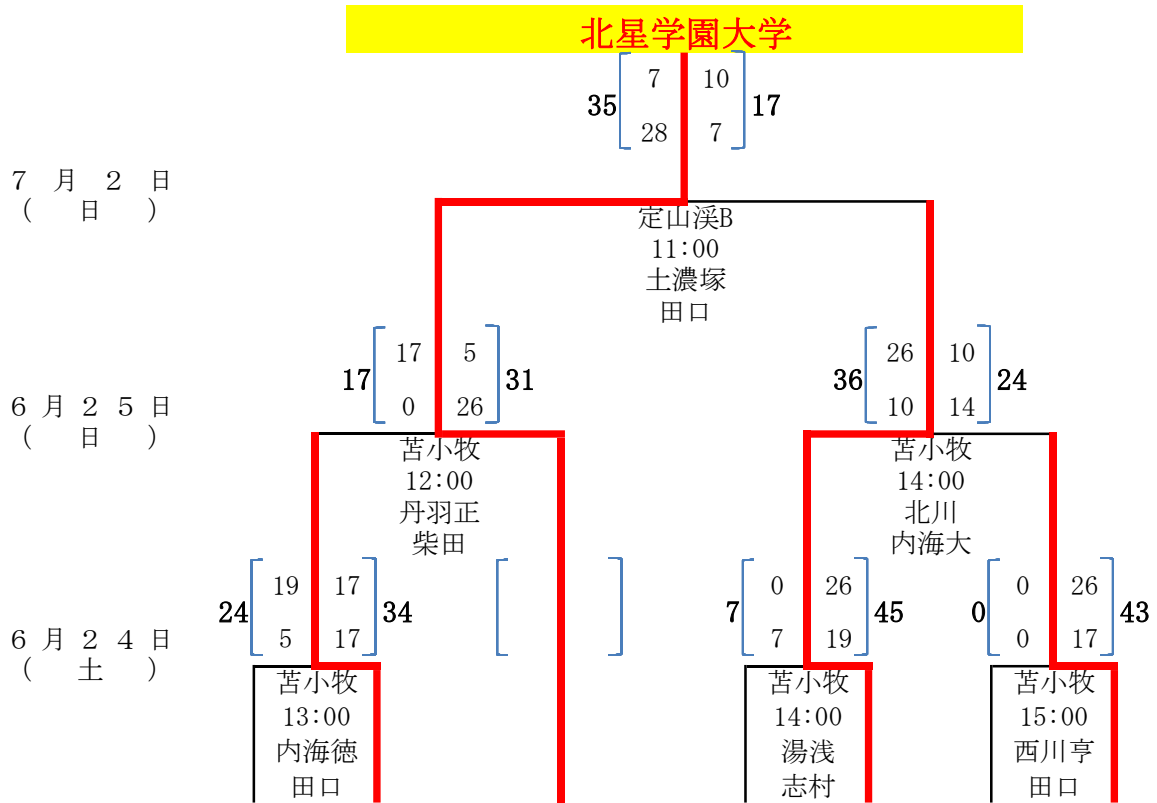 北星学園大学
7 10
35 17
28 7
７月２日
（日）
定山渓B
11:00
土濃塚
田口
17 5 26 10
17 31 36 24
0 26 10 14
６月２５日
（日）
苫小牧 苫小牧
12:00 14:00
丹羽正 北川
柴田 内海大
19 17 0 26 0 26
24 34 7 45 0 43
5 17 7 19 0 17
６月２４日
（土）
苫小牧 苫小牧 苫小牧
13:00 14:00 15:00
内海徳 湯浅 西川亨
田口 志村 田口